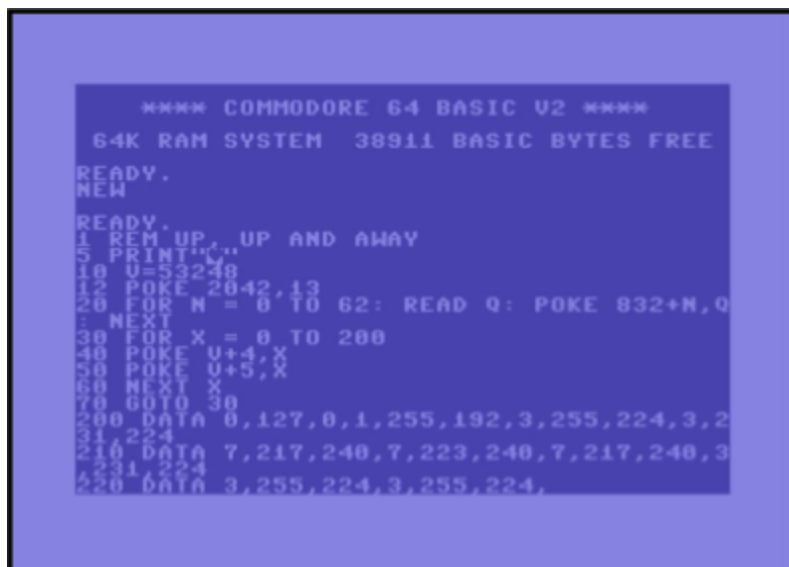 **** COMMODORE 64 BASIC V2 ****
64K RAM SYSTEM  38911 BASIC BYTES FREE
READY.
NEW
READY.
1 REM UP, UP AND AWAY
5 PRINT"♥"
10 V=53248
12 POKE 2042,13
20 FOR N = 0 TO 62: READ Q: POKE 832+N,Q
: NEXT
30 FOR X = 0 TO 200
40 POKE V+4,X
50 POKE V+5,X
60 NEXT X
70 GOTO 30
200 DATA 0,127,0,1,255,192,3,255,224,3,2
31,224
210 DATA 7,217,240,7,223,240,7,217,240,3
,231,224
220 DATA 3,255,224,3,255,224,